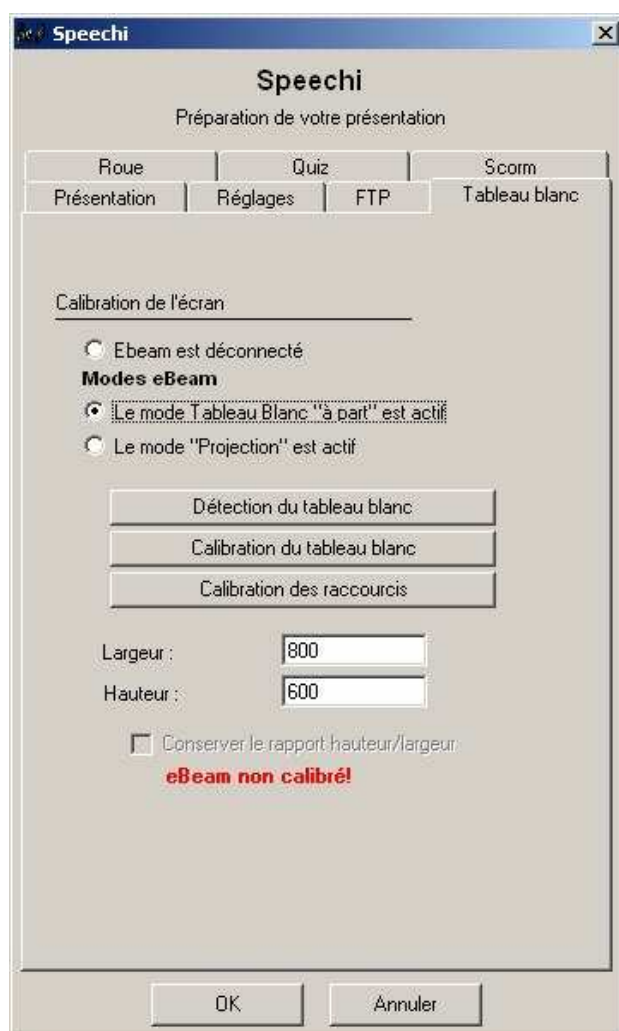 Speechi
Speechi
Préparation de votre présentation
Roue Quiz Scorm
Présentation Réglages FTP Tableau blanc
Calibration de l'écran
Ebeam est déconnecté
Modes eBeam
Le mode Tableau Blanc "à part" est actif
Le mode "Projection" est actif
Détection du tableau blanc
Calibration du tableau blanc
Calibration des raccourcis
Largeur : 800
Hauteur : 600
Conserver le rapport hauteur/largeur
eBeam non calibré!
OK Annuler